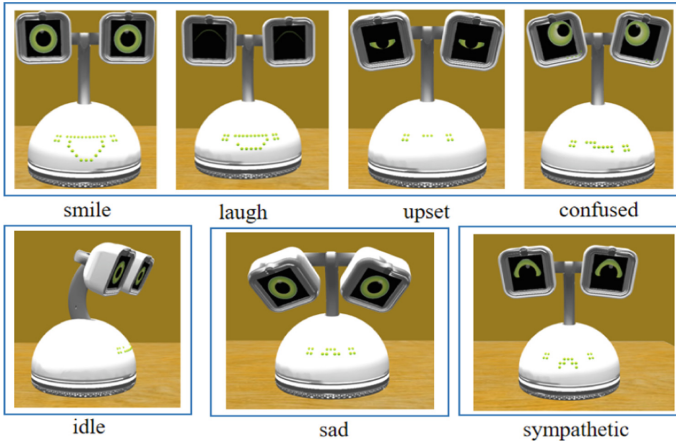 smile
laugh
upset
confused
idle
sad
sympathetic